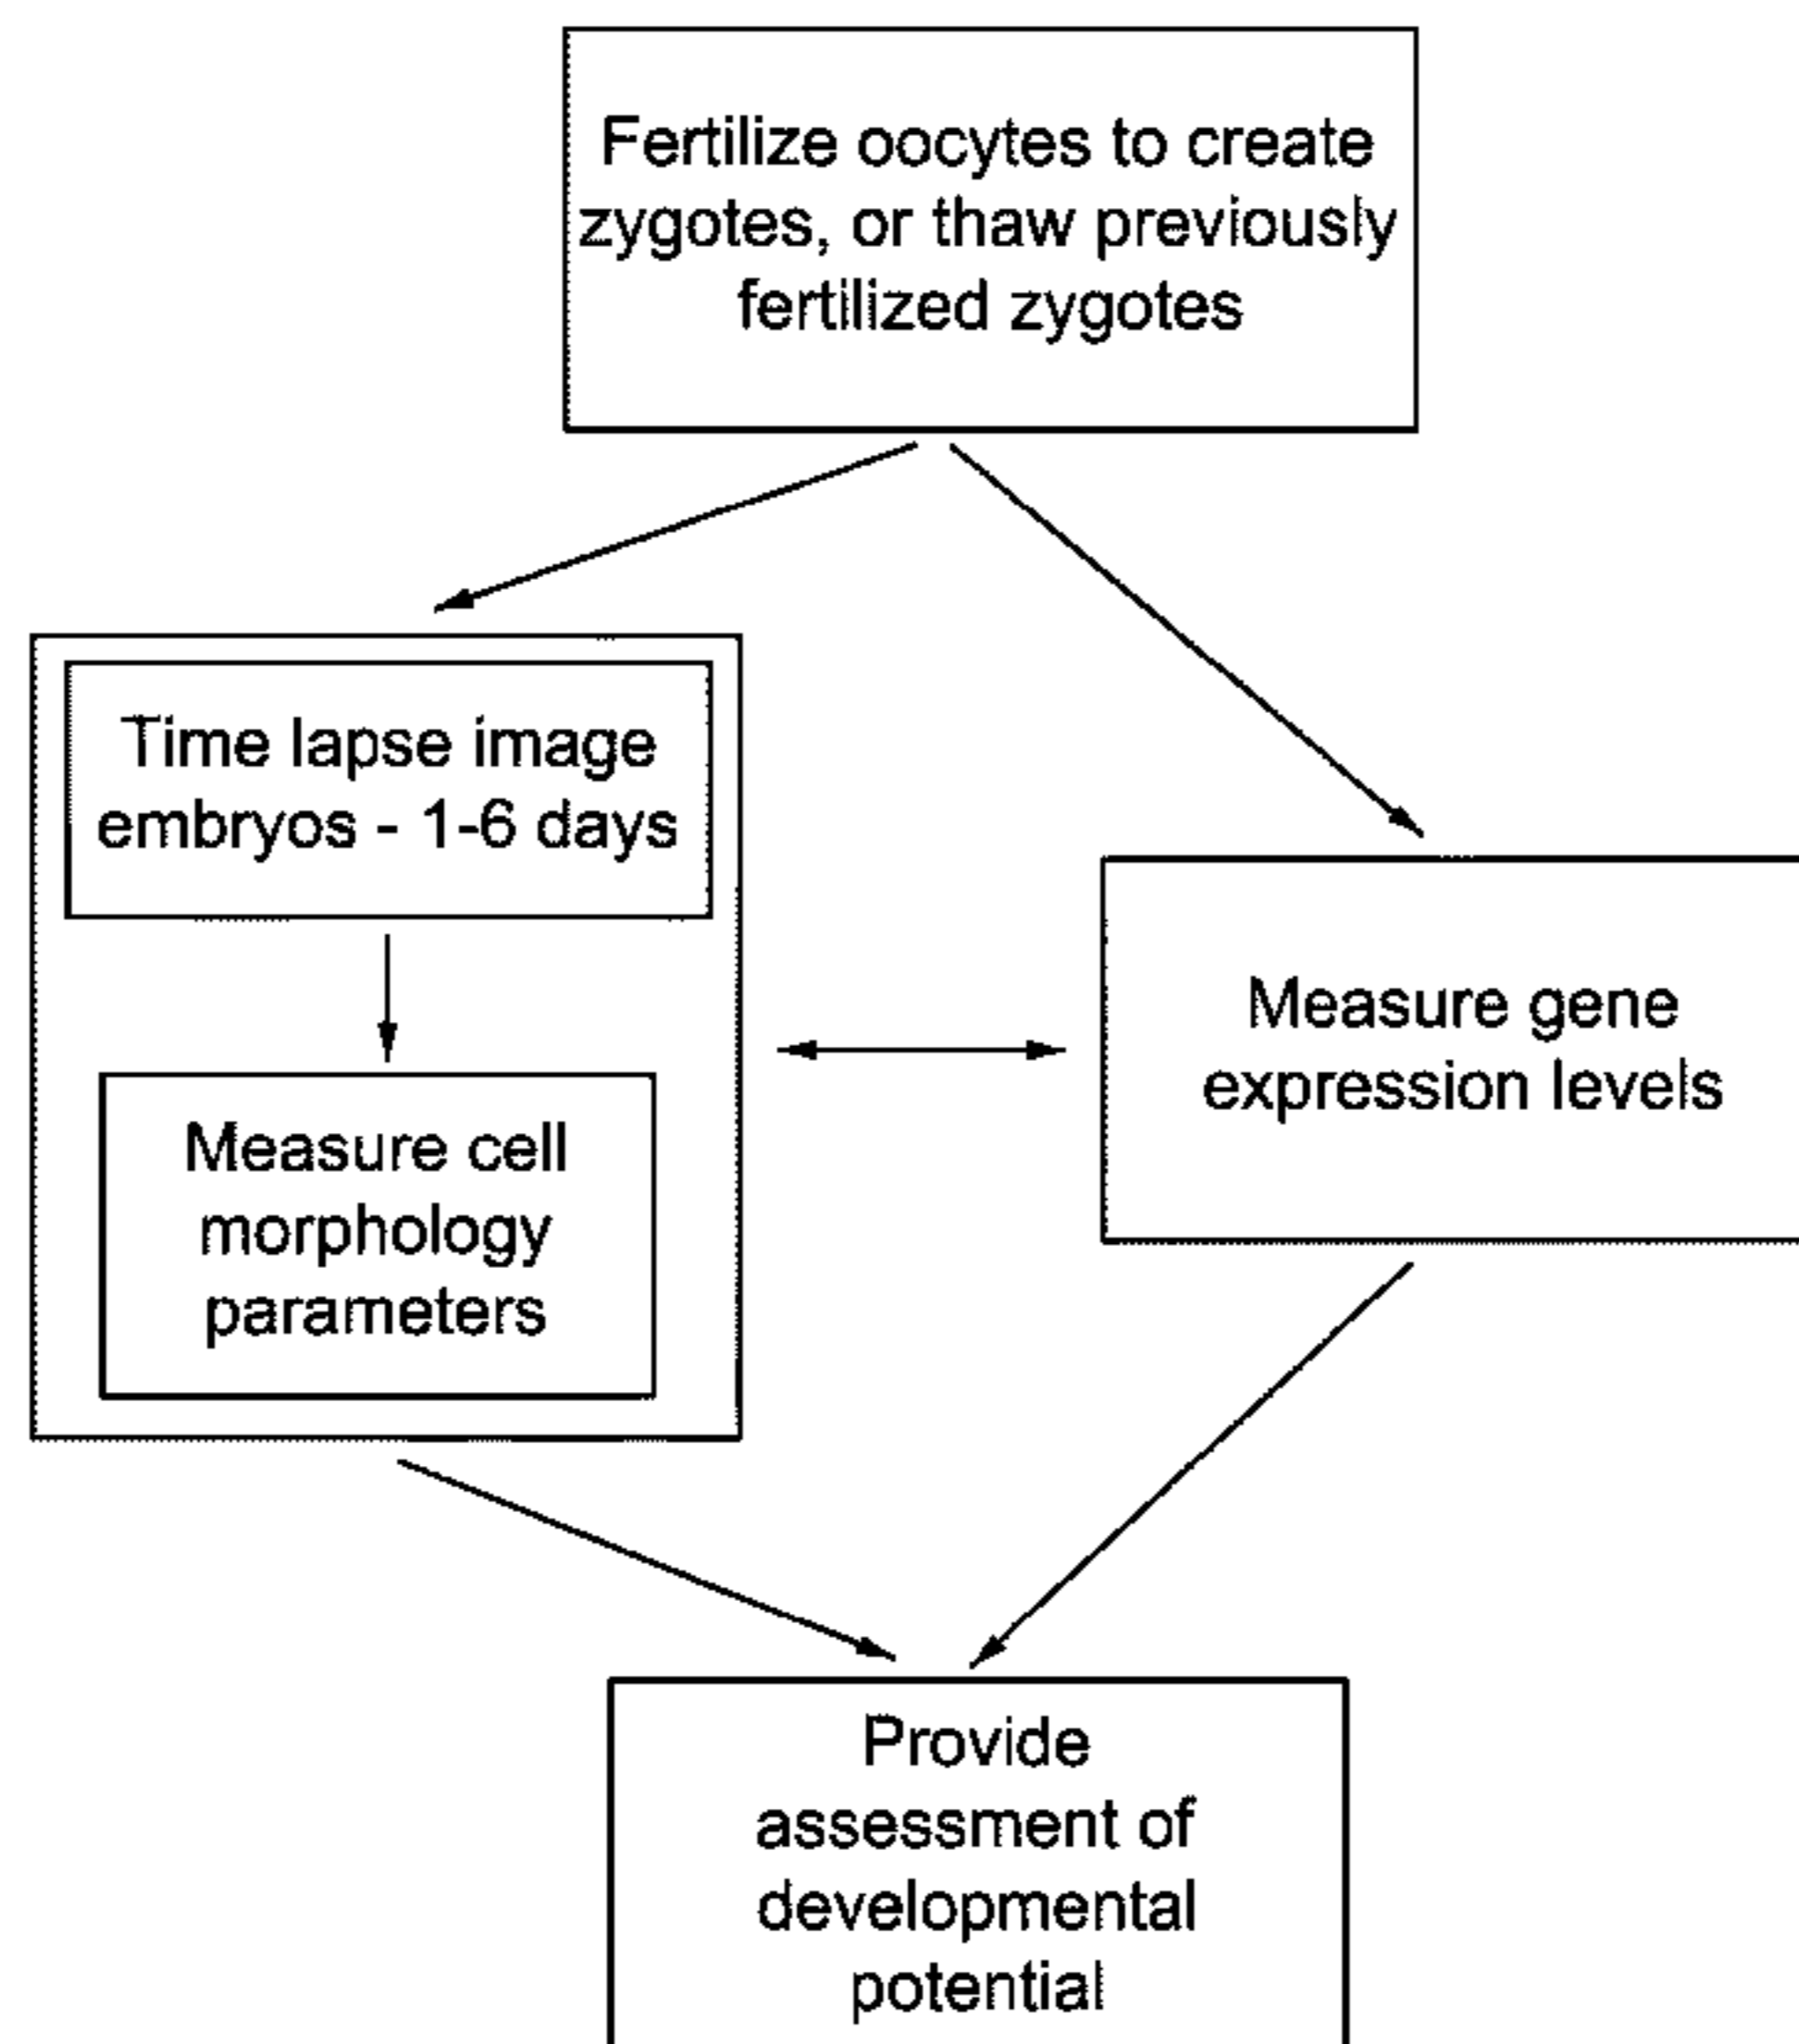 Fertilize oocytes to create
zygotes, or thaw previously
fertilized zygotes
Time lapse image
embryos - 1-6 days
Measure cell
morphology
parameters
Measure gene
expression levels
Provide
assessment of
developmental
potential